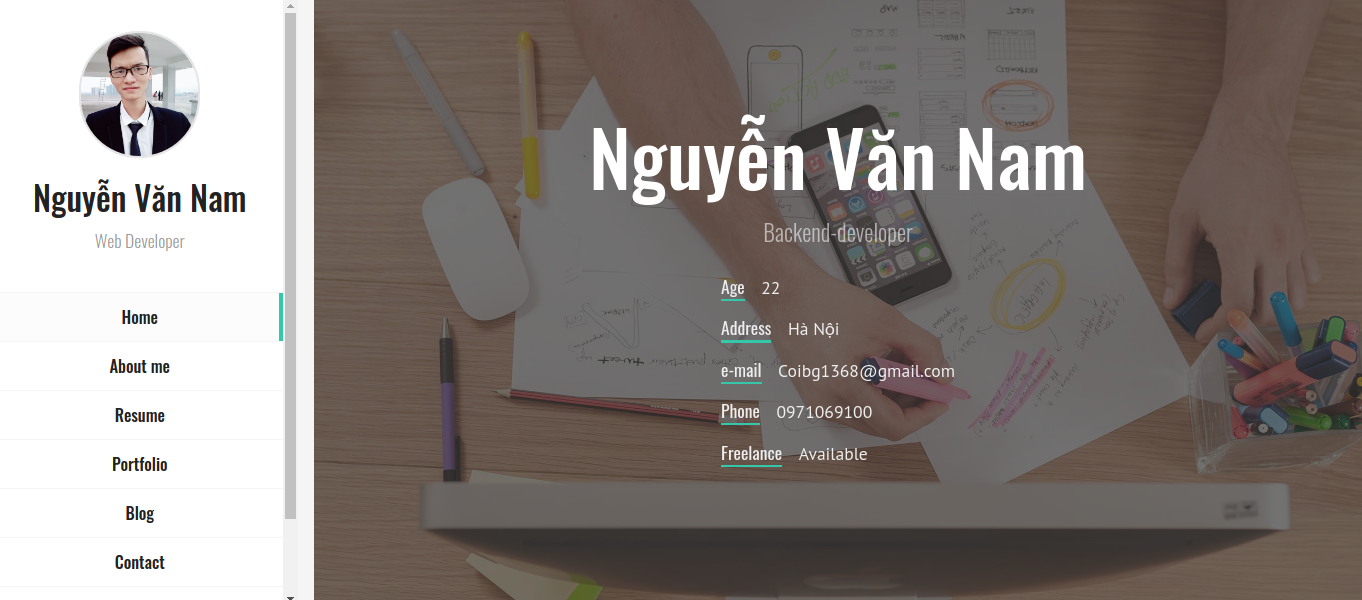 Nguyễn Văn Nam
Web Developer
Home
About me
Resume
Portfolio
Blog
Contact
Nguyễn Văn Nam
Backend-developer
Age 22
Address Hà Nội
e-mail Coibg1368@gmail.com
Phone 0971069100
Freelance Available